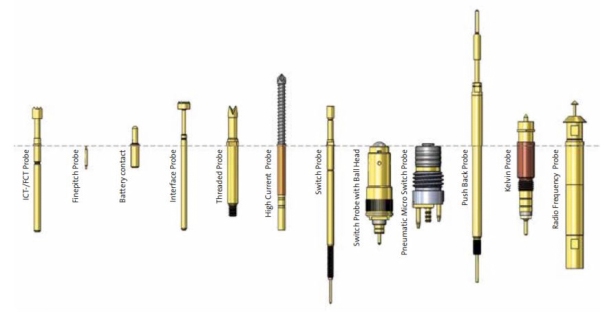 ICT/FCT Probe
Finepitch Probe
Battery contact
Interface Probe
Threaded Probe
High Current Probe
Switch Probe
Switch Probe with Ball Head
Pneumatic Micro Switch Probe
Push Back Probe
Kelvin Probe
Radio Frequency Probe